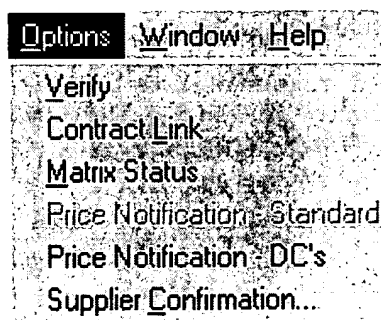 Options Window Help
Verify
Contract Link
Matrix Status
Price Notification - Standard
Price Notification - DC's
Supplier Confirmation...